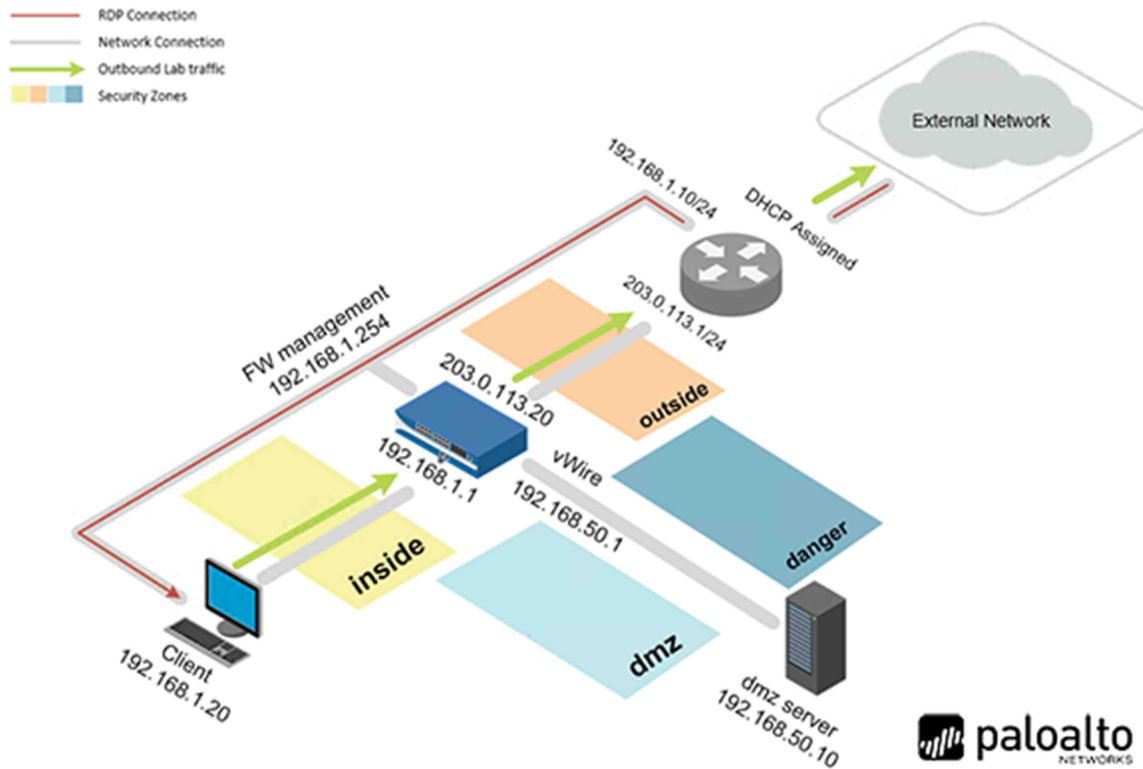 RDP Connection
Network Connection
Outbound Lab traffic
Security Zones
External Network
192.168.1.10/24
DHCP Assigned
203.0.113.1/24
FW management
192.168.1.254
203.0.113.20
outside
192.168.1.1
vWire
192.168.50.1
danger
inside
dmz
Client
192.168.1.20
dmz server
192.168.50.10
paloalto
NETWORKS